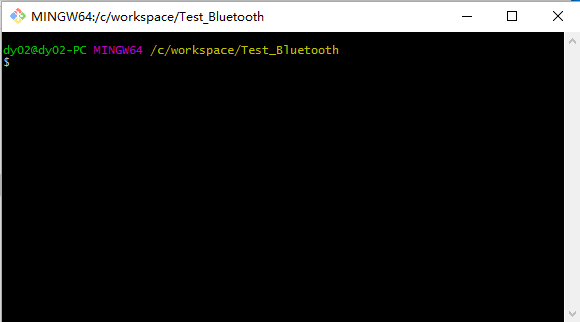 MINGW64:/c/workspace/Test_Bluetooth
dy02@dy02-PC MINGW64 /c/workspace/Test_Bluetooth
$